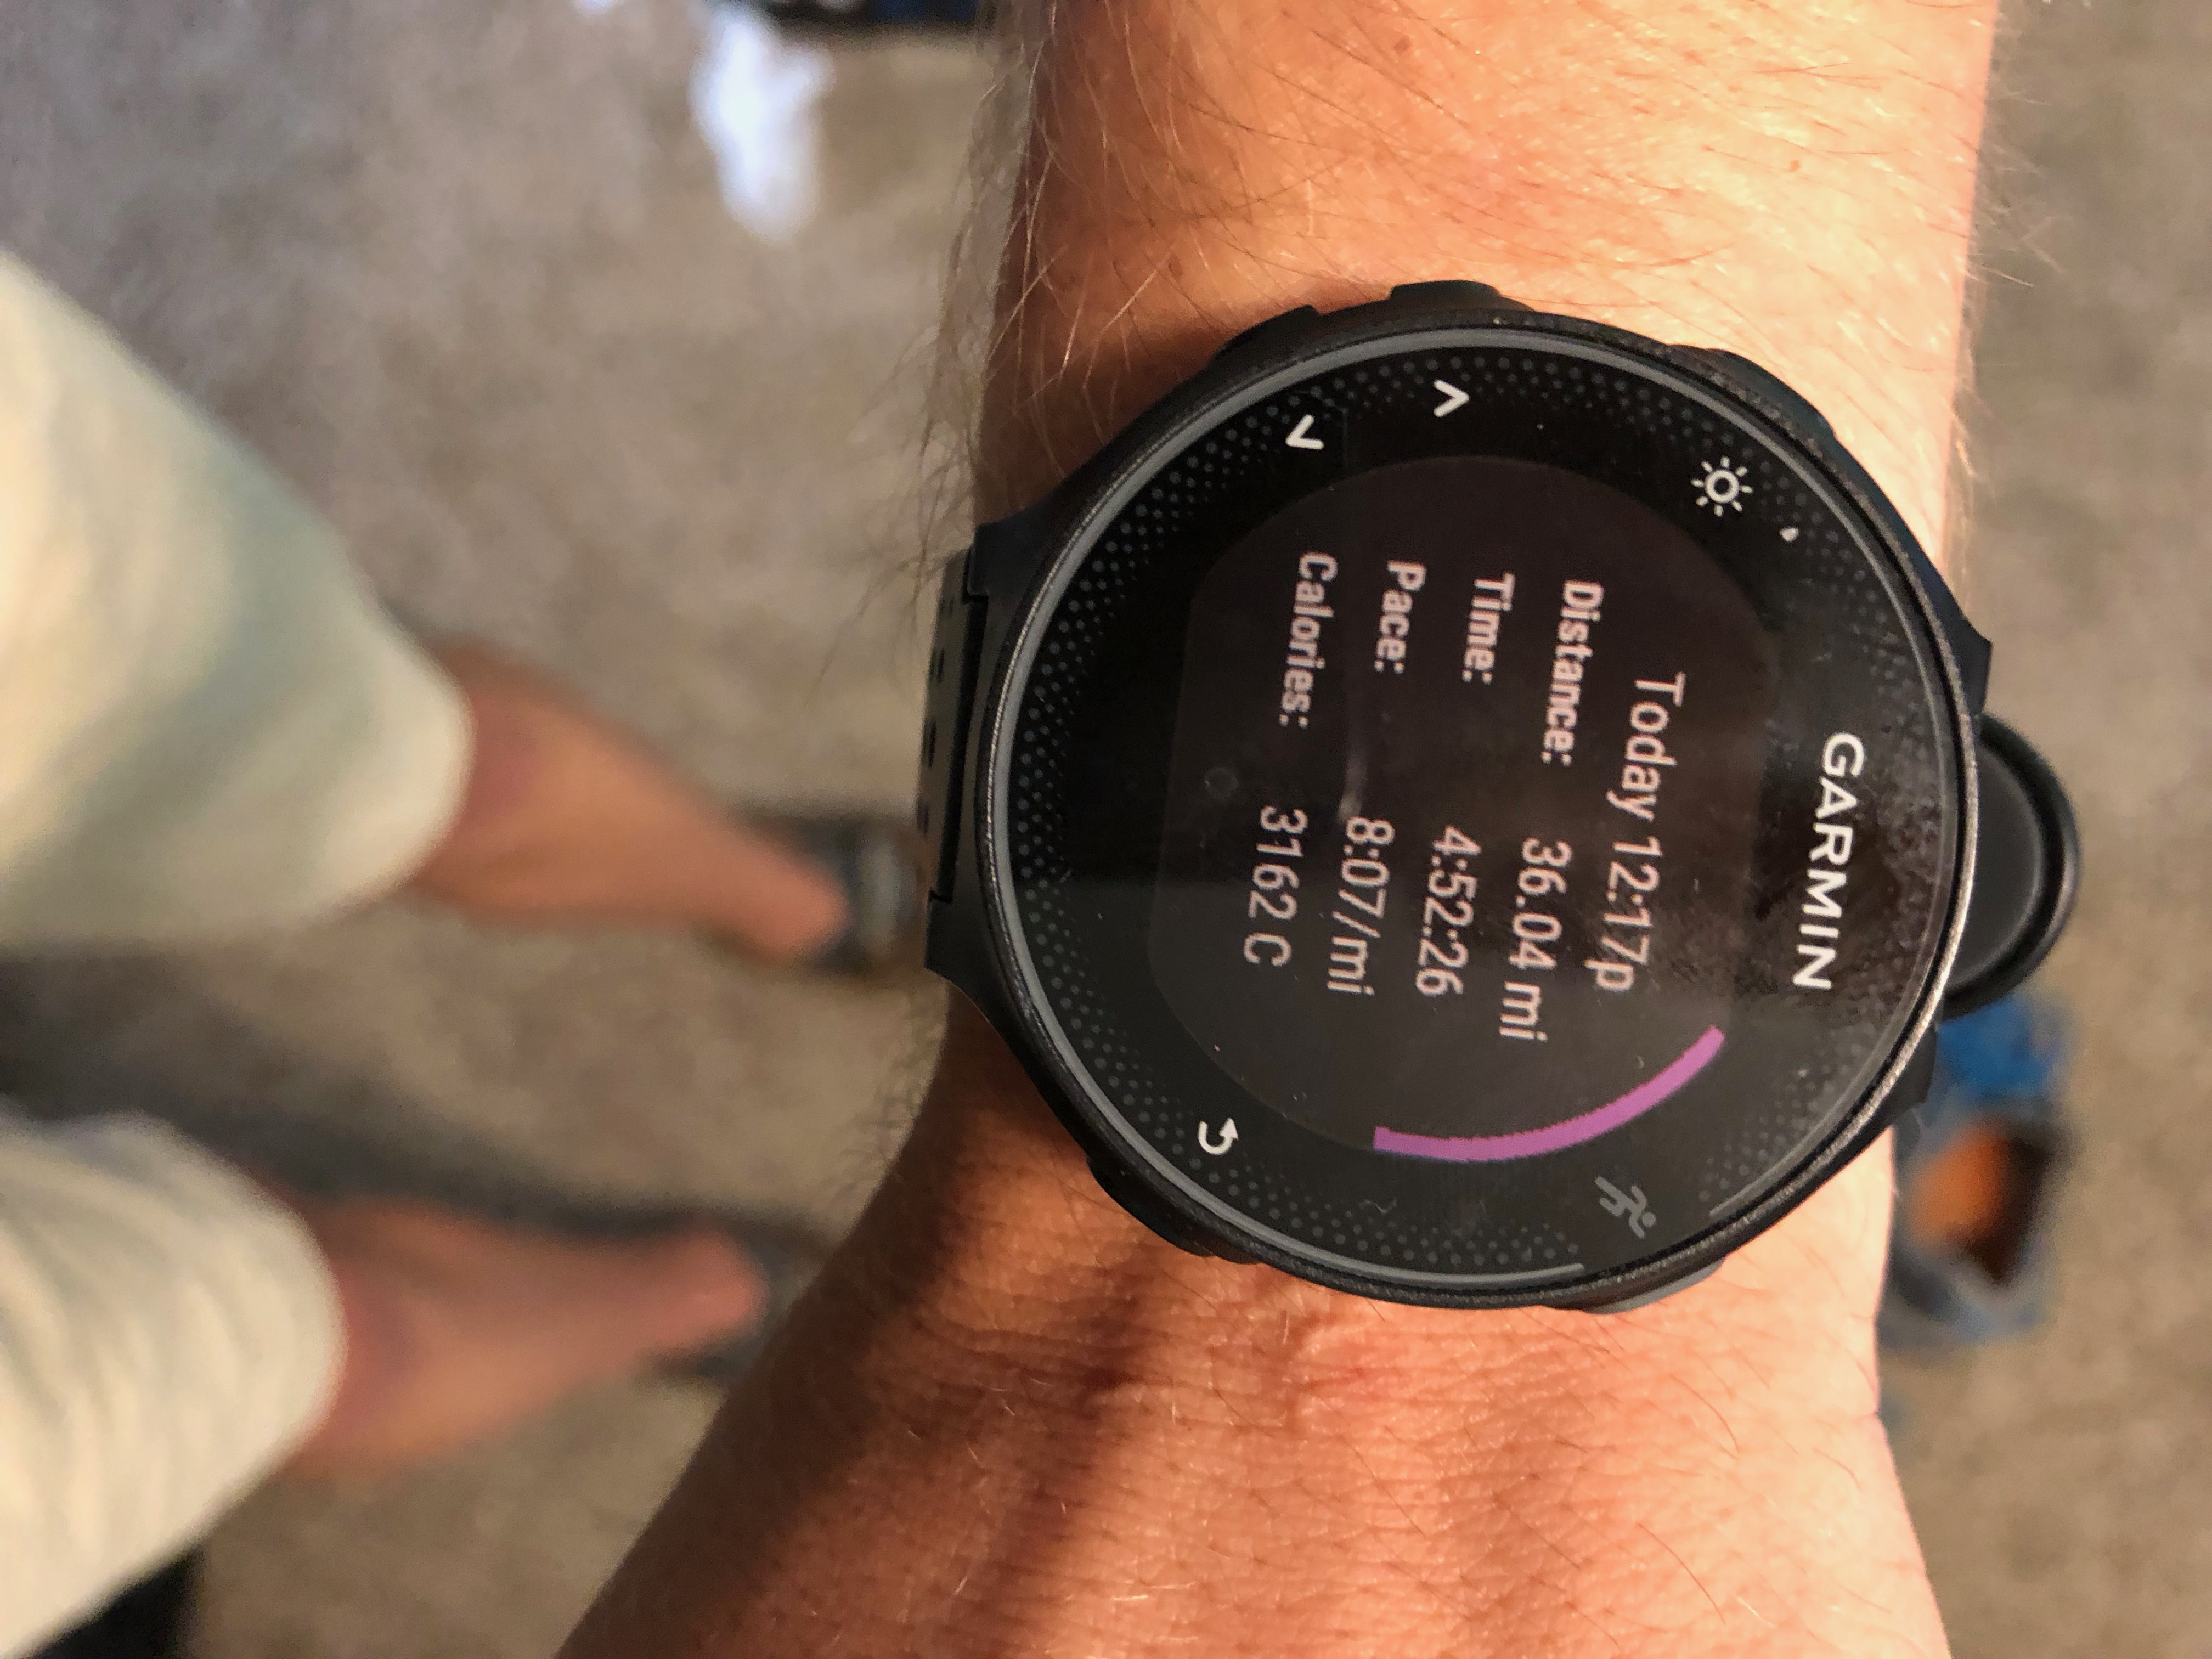 GARMIN
Today 12:17p
Distance: 36.04 mi
Time: 4:52:26
Pace: 8:07/mi
Calories: 3162 C